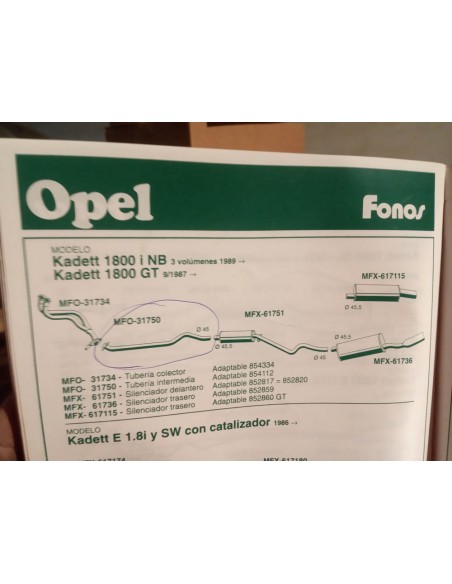 Opel
Fonos
MODELO
Kadett 1800 i NB 3 volúmenes 1989 →
Kadett 1800 GT 9/1987 →
MFX-617115
MFO-31734
MFO-31750
MFX-61751
Ø 45
Ø 45,5
Ø 45
Ø 45,5
Ø 45,5
MFX-61736
MFO- 31734 - Tubería colector Adaptable 854334
MFO- 31750 - Tubería intermedia Adaptable 854112
MFX- 61751 - Silenciador delantero Adaptable 852817 = 852820
MFX- 61736 - Silenciador trasero Adaptable 852859
MFX- 617115 - Silenciador trasero Adaptable 852860 GT
MODELO
Kadett E 1.8i y SW con catalizador 1986 →